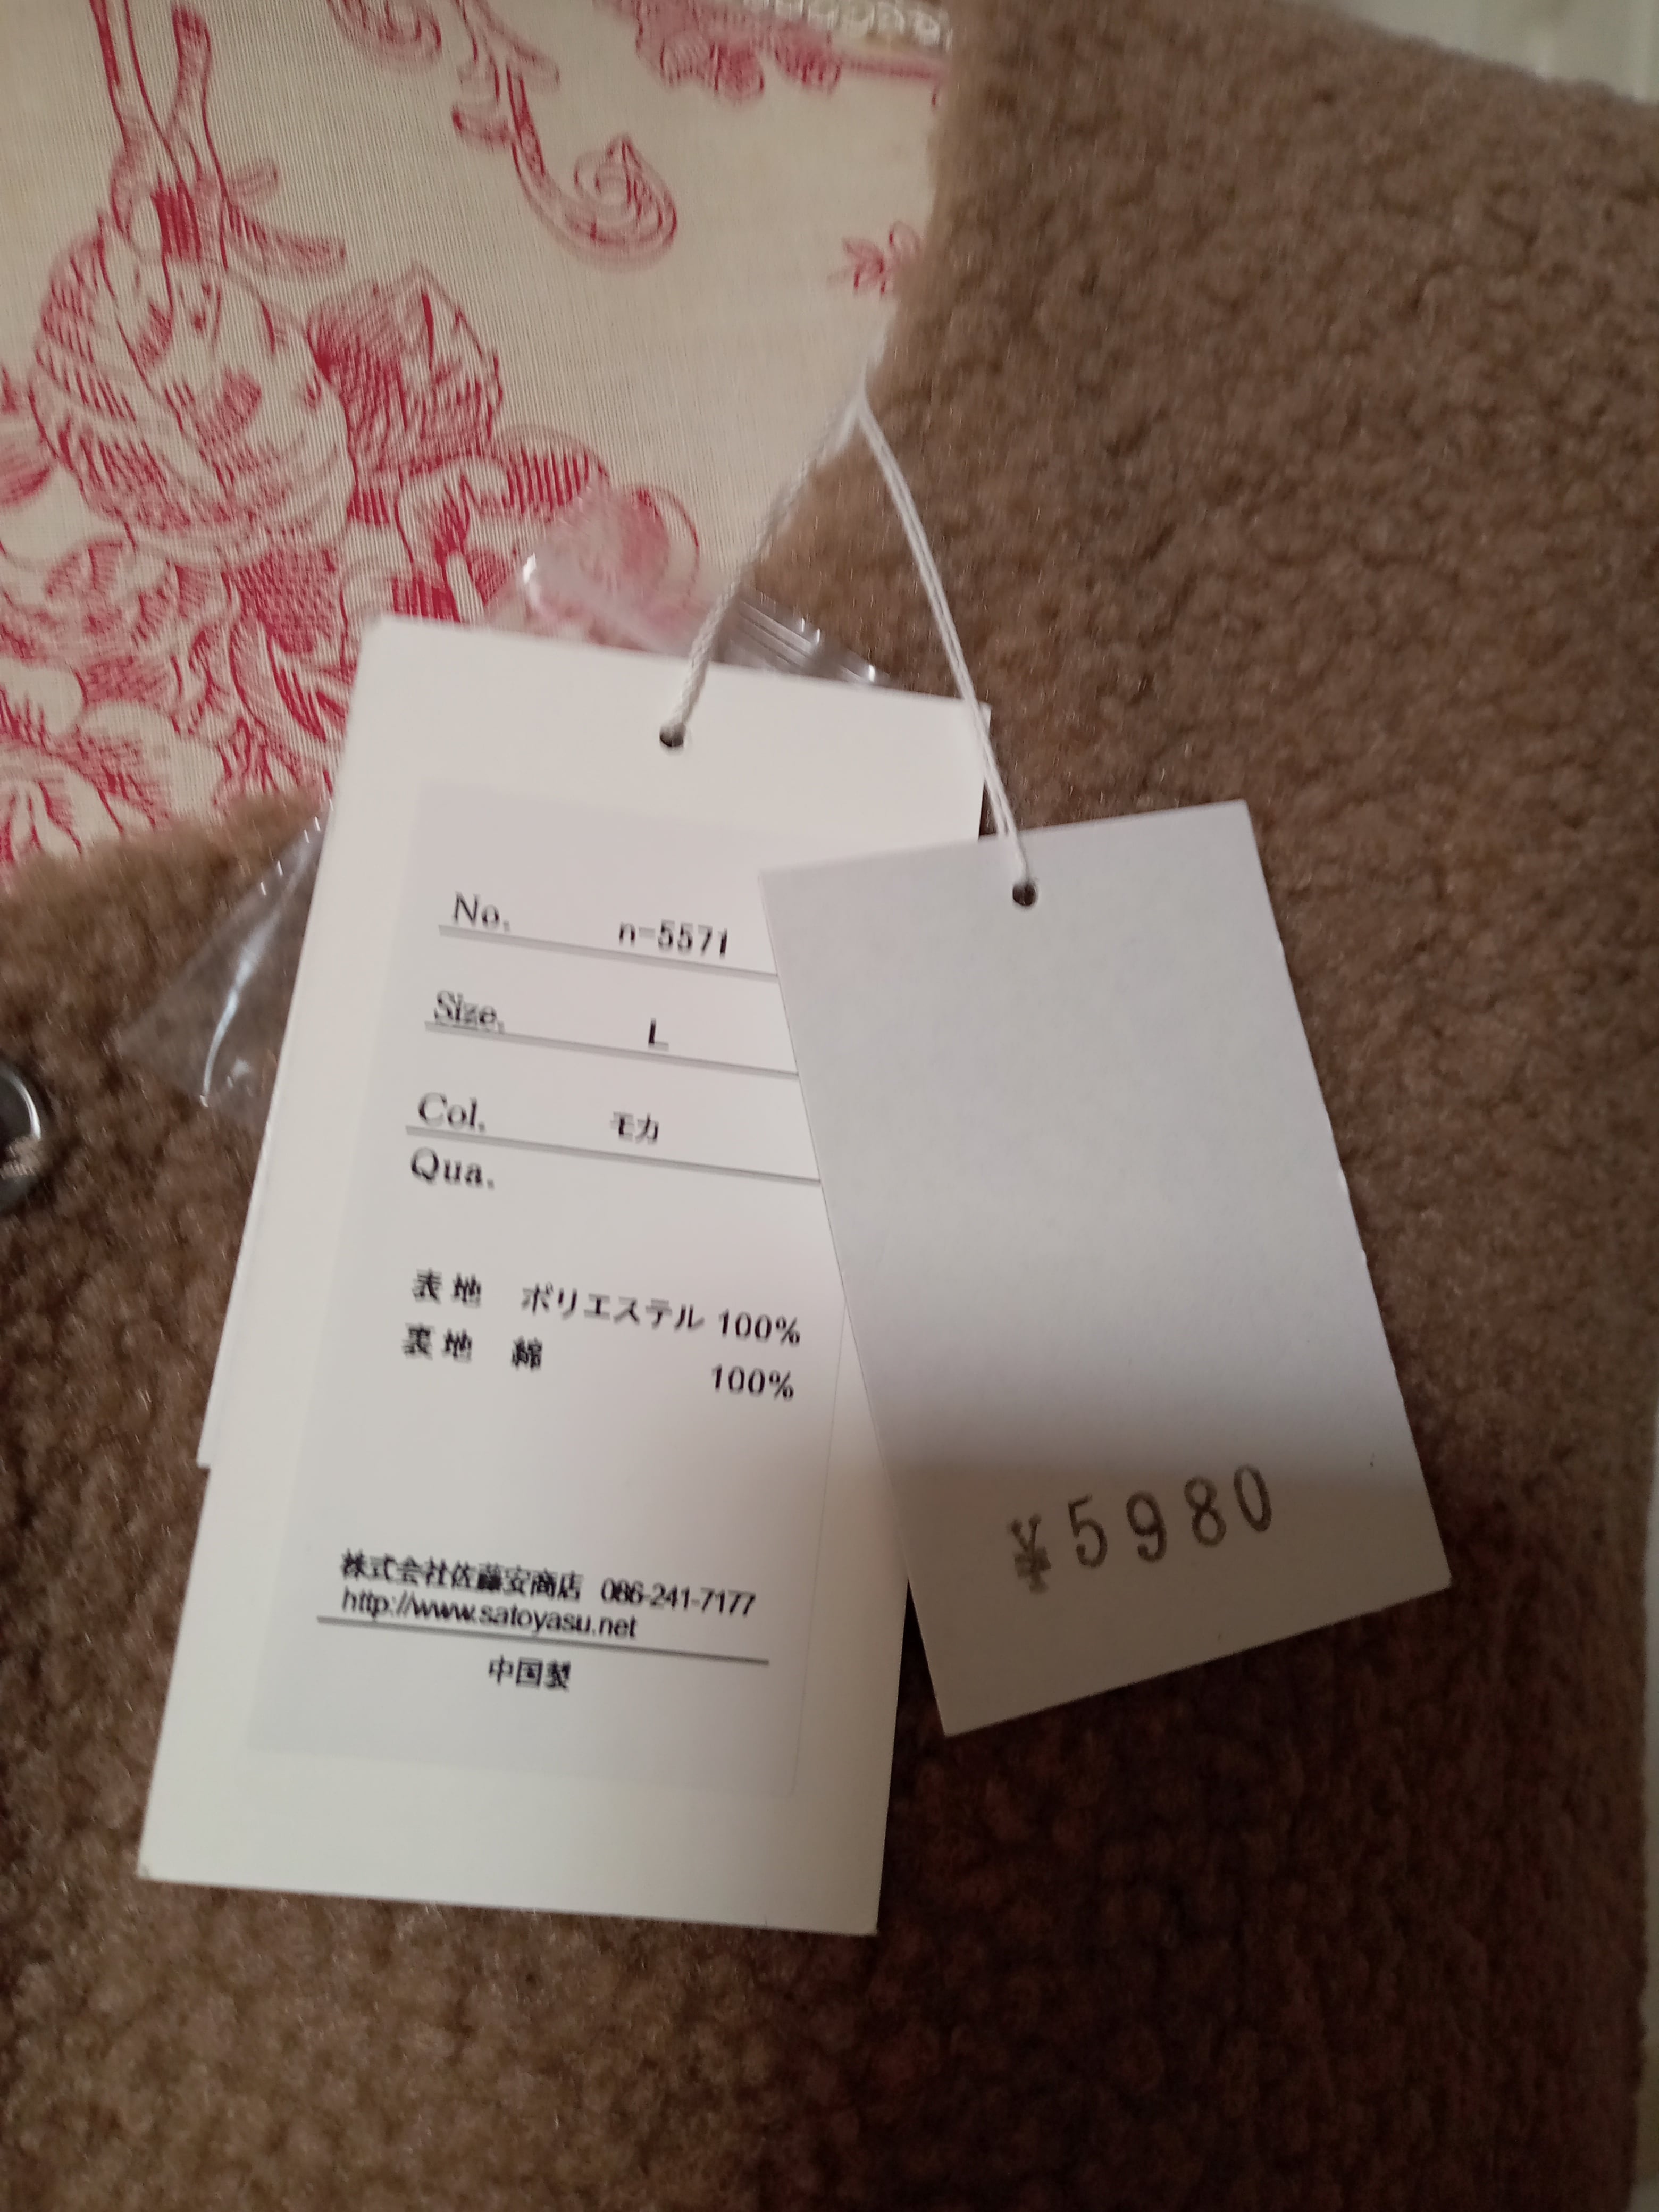 No. n-5571
Size. L
Col. モカ
Qua.
表地 ポリエステル 100%
裏地 綿 100%
株式会社佐藤安商店 086-241-7177
http://www.satoyasu.net
中国製
¥5980